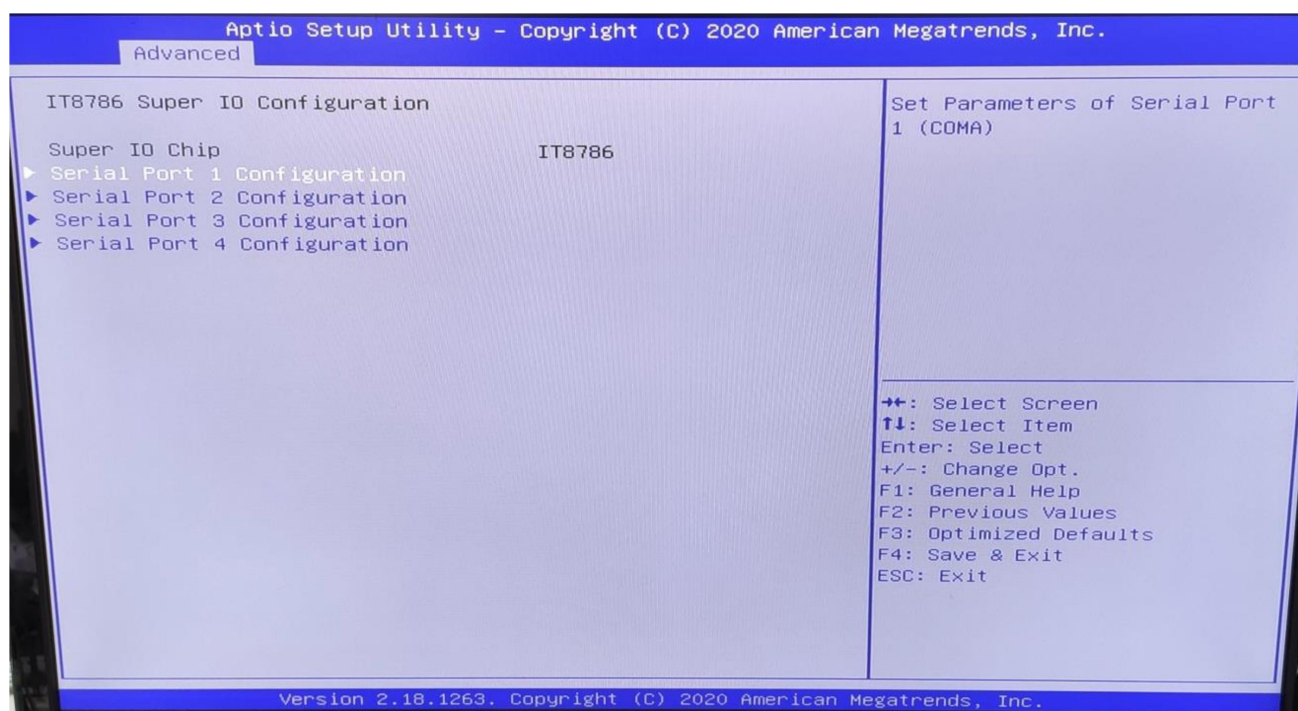 Aptio Setup Utility – Copyright (C) 2020 American Megatrends, Inc.
Advanced
IT8786 Super IO Configuration
Super IO Chip IT8786
▶ Serial Port 1 Configuration
▶ Serial Port 2 Configuration
▶ Serial Port 3 Configuration
▶ Serial Port 4 Configuration
Set Parameters of Serial Port
1 (COMA)
→←: Select Screen
↑↓: Select Item
Enter: Select
+/-: Change Opt.
F1: General Help
F2: Previous Values
F3: Optimized Defaults
F4: Save & Exit
ESC: Exit
Version 2.18.1263. Copyright (C) 2020 American Megatrends, Inc.